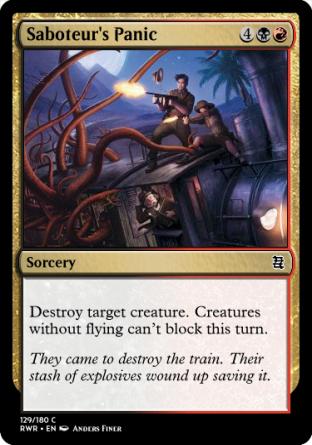 Saboteur's Panic 4
Sorcery
Destroy target creature. Creatures
without flying can't block this turn.
They came to destroy the train. Their
stash of explosives wound up saving it.
129/180 C
RWR • EN Anders Finer